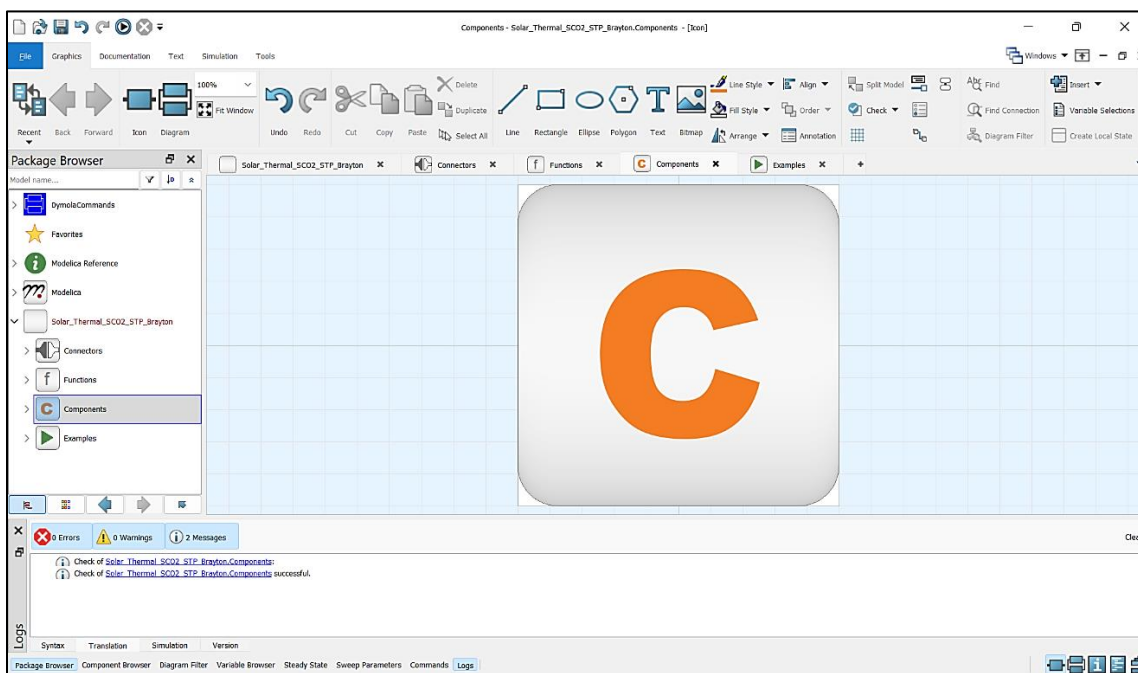 Components - Solar_Thermal_SCO2_STP_Brayton.Components - [Icon]
File Graphics Documentation Text Simulation Tools Windows
100% Delete Line Style Align Split Model Abc Find Insert
Fit Window Duplicate Fill Style Order Check Find Connection Variable Selections
Recent Back Forward Icon Diagram Undo Redo Cut Copy Paste Select All Line Rectangle Ellipse Polygon Text Bitmap Arrange Annotation Diagram Filter Create Local State
Package Browser
Solar_Thermal_SCO2_STP_Brayton Connectors f Functions C Components Examples +
Model name...
DymolaCommands
Favorites
i Modelica Reference
Modelica
Solar_Thermal_SCO2_STP_Brayton
Connectors
f Functions
C Components
Examples
C
0 Errors 0 Warnings 2 Messages
Check of Solar_Thermal_SCO2_STP_Brayton.Components:
Check of Solar_Thermal_SCO2_STP_Brayton.Components successful.
Logs
Syntax Translation Simulation Version
Package Browser Component Browser Diagram Filter Variable Browser Steady State Sweep Parameters Commands Logs